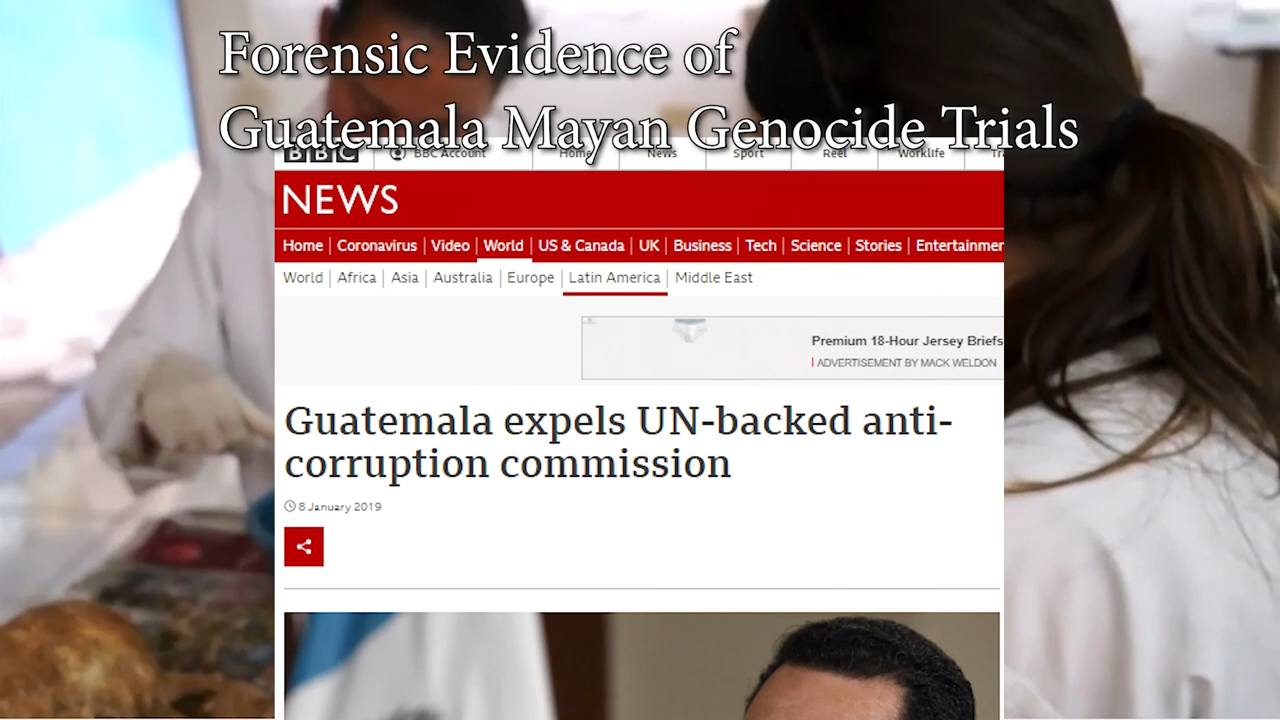 Forensic Evidence of
Guatemala Mayan Genocide Trials
BBC BBC Account Home News Sport Reel Worklife
NEWS
Home Coronavirus Video World US & Canada UK Business Tech Science Stories Entertainmen
World Africa Asia Australia Europe Latin America Middle East
Premium 18-Hour Jersey Briefs
ADVERTISEMENT BY MACK WELDON
Guatemala expels UN-backed anti-
corruption commission
8 January 2019